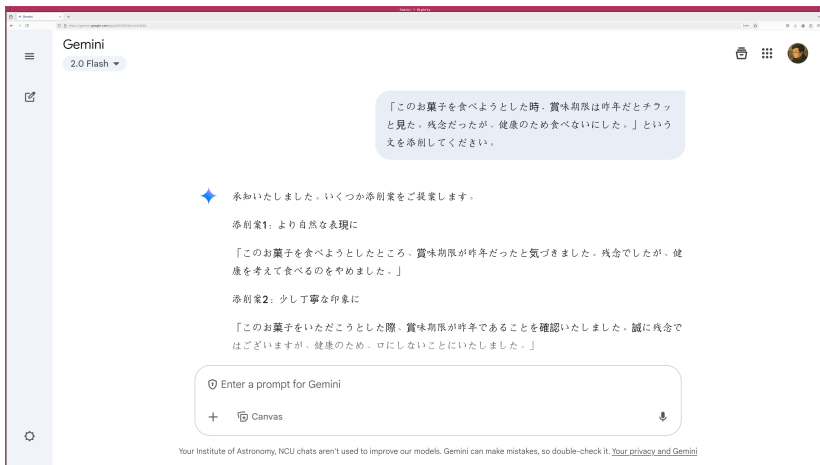 Gemini
Gemini
2.0 Flash
「このお菓子を食べようとした時、賞味期限は昨年だとチラッ
と見た。残念だったが、健康のため食べないにした。」という
文を添削してください。
承知いたしました。いくつか添削案をご提案します。
添削案1: より自然な表現に
「このお菓子を食べようとしたところ、賞味期限が昨年だったと気づきました。残念でしたが、健
康を考えて食べるのをやめました。」
添削案2: 少し丁寧な印象に
「このお菓子をいただこうとした際、賞味期限が昨年であることを確認いたしました。誠に残念で
はございますが、健康のため、口にしないことにいたしました。」
Enter a prompt for Gemini
Canvas
Your Institute of Astronomy, NCU chats aren't used to improve our models. Gemini can make mistakes, so double-check it. Your privacy and Gemini